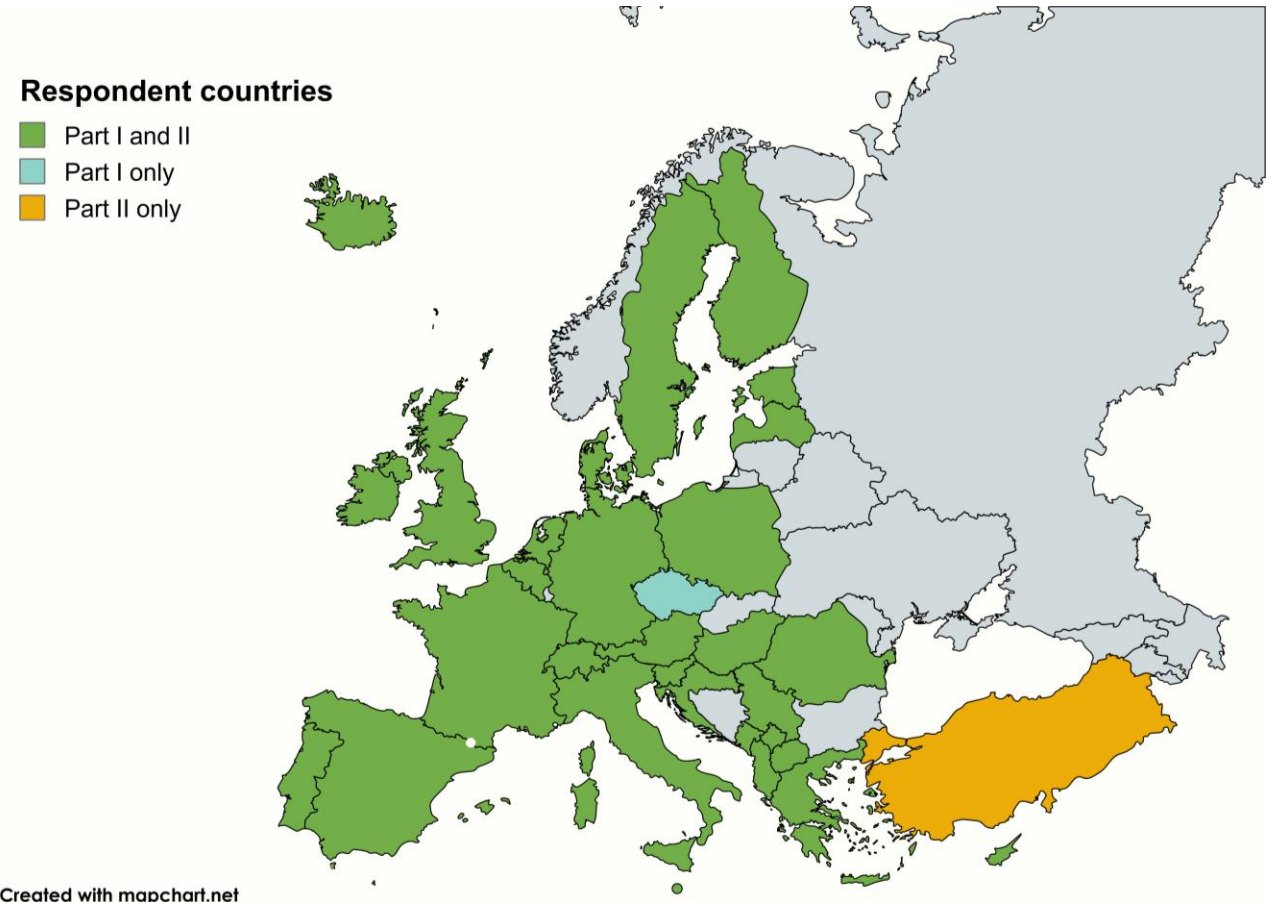 Respondent countries
Part I and II
Part I only
Part II only
Created with mapchart.net